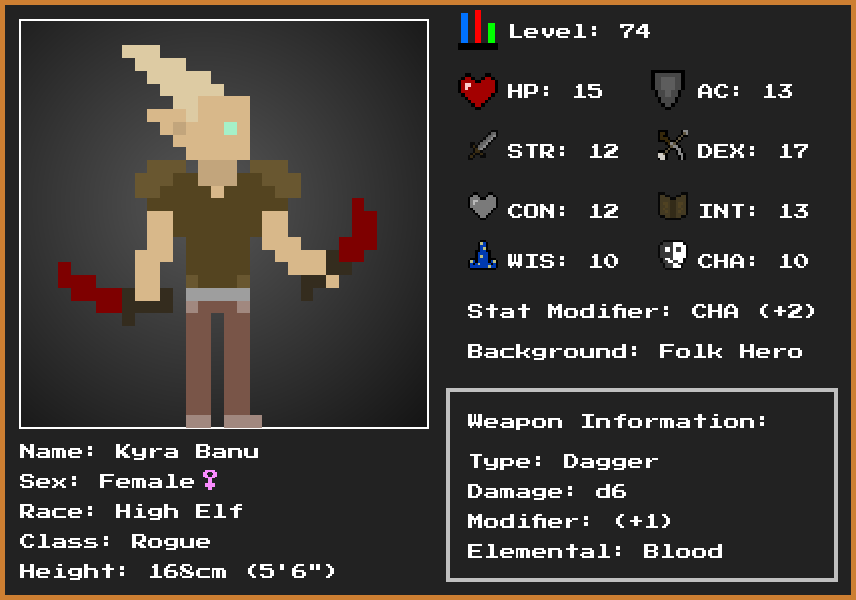 Level: 74
HP: 15 AC: 13
STR: 12 DEX: 17
CON: 12 INT: 13
WIS: 10 CHA: 10
Stat Modifier: CHA (+2)
Background: Folk Hero
Name: Kyra Banu
Sex: Female♀
Race: High Elf
Class: Rogue
Height: 168cm (5'6")
Weapon Information:
Type: Dagger
Damage: d6
Modifier: (+1)
Elemental: Blood